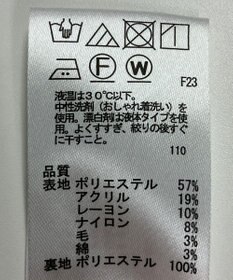 F W
F23
液温は30℃以下。
中性洗剤(おしゃれ着洗い)を
使用。漂白剤は液体タイプを使
用。よくすすぎ、絞りの後すぐ
に干すこと。
110
品質
表地 ポリエステル 57%
アクリル 19%
レーヨン 10%
ナイロン 8%
毛 3%
綿 3%
裏地 ポリエステル 100%